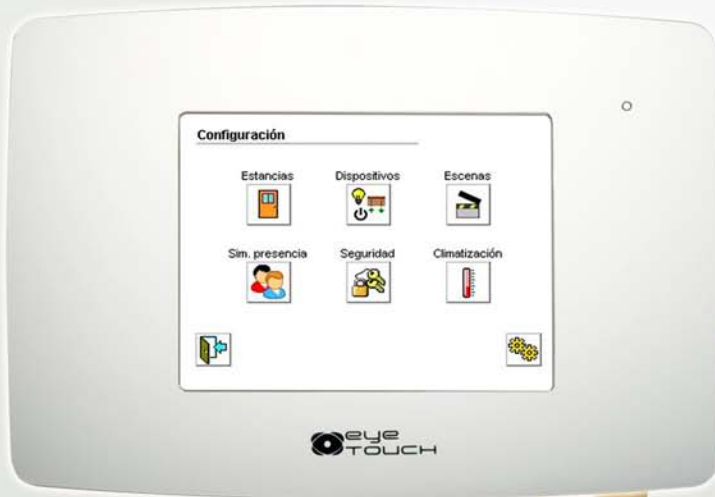 Configuración
Estancias Dispositivos Escenas
Sim. presencia Seguridad Climatización
eye
TOUCH